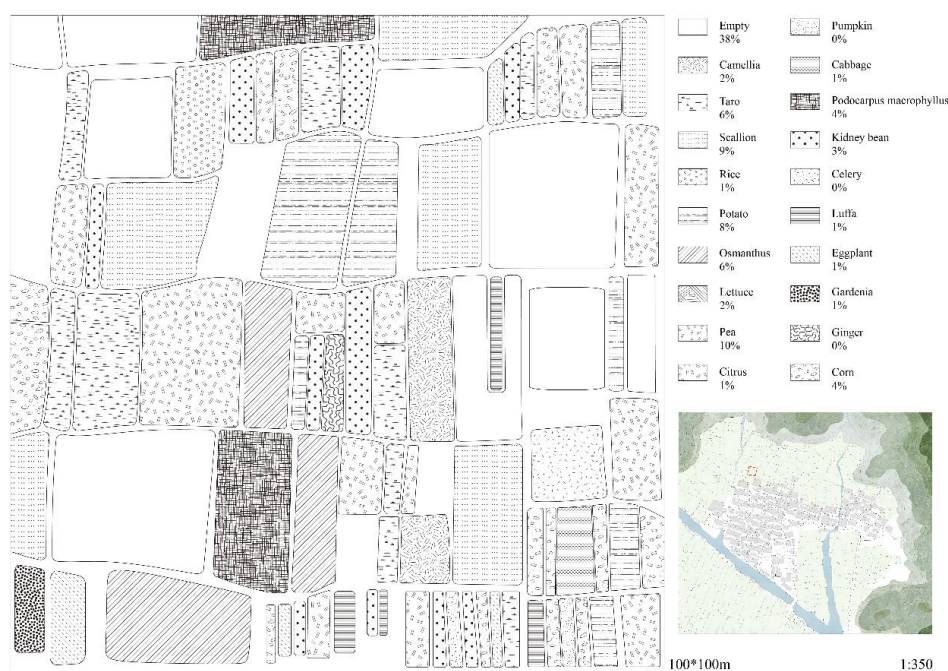 Empty
38%
Camellia
2%
Taro
6%
Scallion
9%
Rice
1%
Potato
8%
Osmanthus
6%
Lettuce
2%
Pea
10%
Citrus
1%
Pumpkin
0%
Cabbage
1%
Podocarpus macrophyllus
4%
Kidney bean
3%
Celery
0%
Luffa
1%
Eggplant
1%
Gardenia
1%
Ginger
0%
Corn
4%
100*100m
1:350